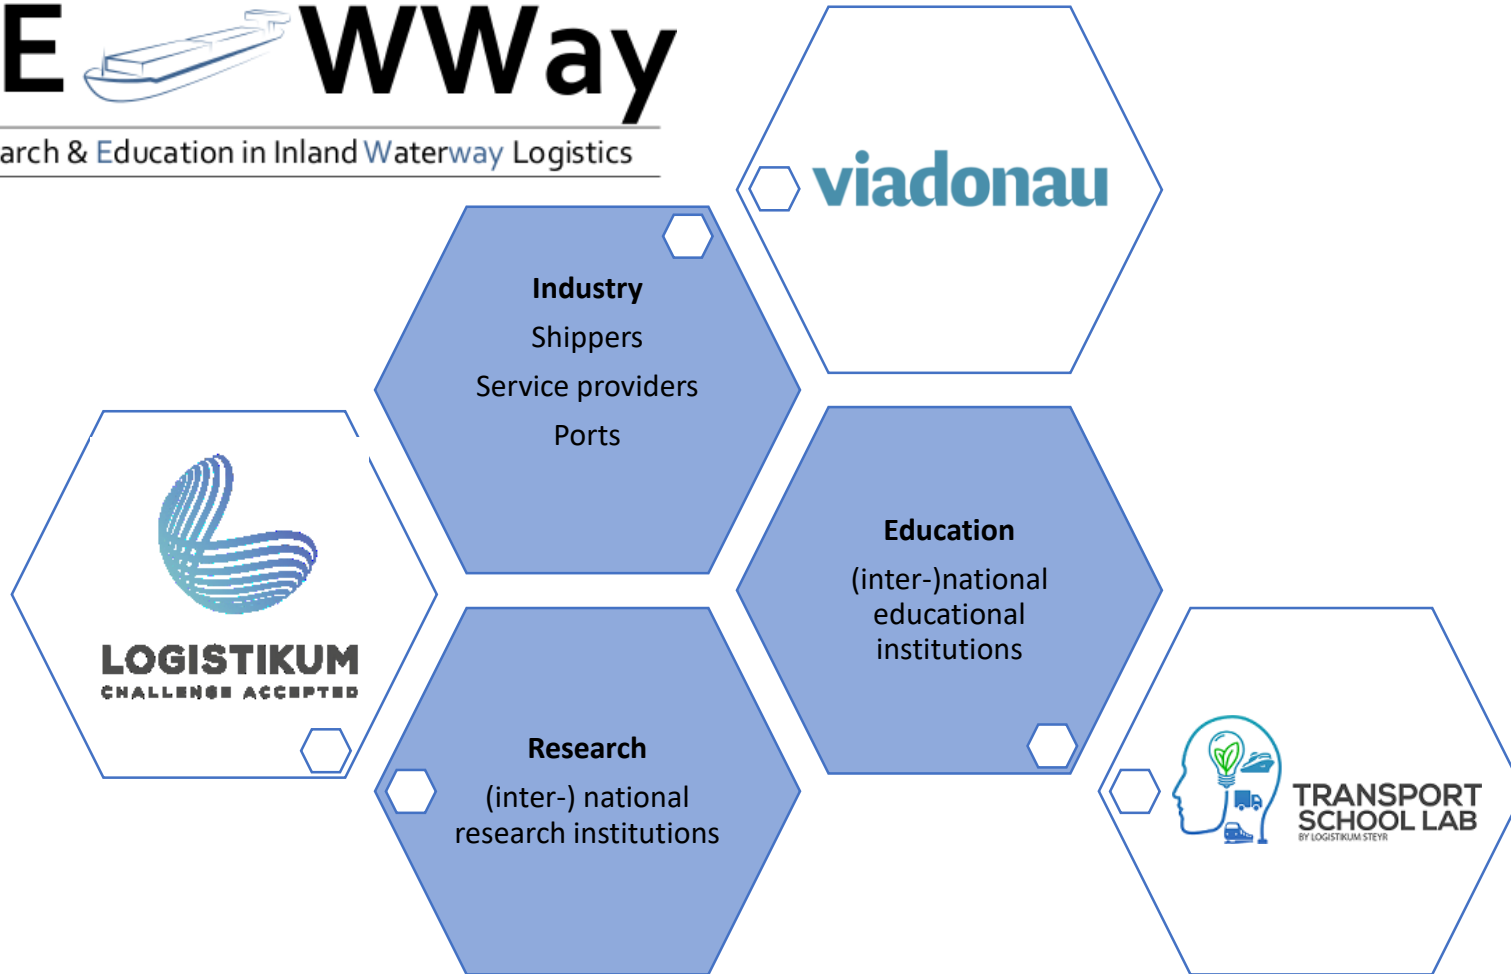 E WWay
arch & Education in Inland Waterway Logistics
viadonau
Industry
Shippers
Service providers
Ports
LOGISTIKUM
CHALLENGE ACCEPTED
Education
(inter-)national
educational
institutions
Research
(inter-) national
research institutions
TRANSPORT
SCHOOL LAB
BY LOGISTIKUM STEYR